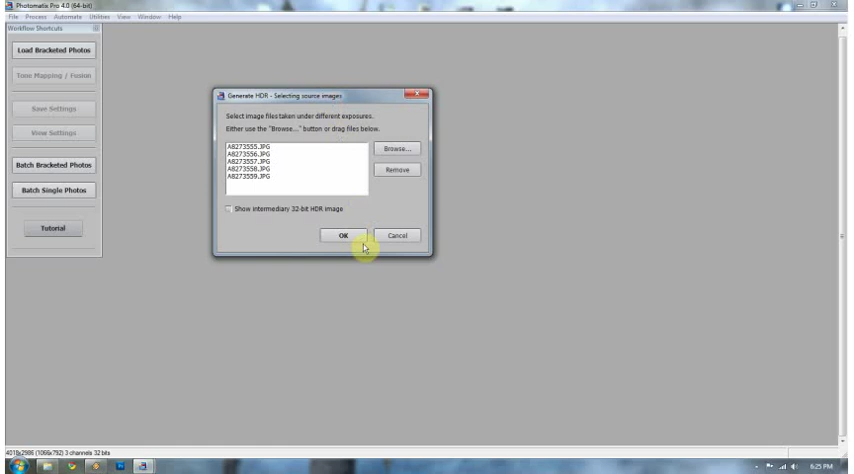 Photomatix Pro 4.0 (64-bit)
File Process Automate Utilities View Window Help
Workflow Shortcuts
Load Bracketed Photos
Tone Mapping / Fusion
Save Settings
View Settings
Batch Bracketed Photos
Batch Single Photos
Tutorial
Generate HDR - Selecting source images
Select image files taken under different exposures.
Either use the "Browse..." button or drag files below.
A8273555.JPG
A8273556.JPG
A8273557.JPG
A8273558.JPG
A8273559.JPG
Browse...
Remove
Show intermediary 32-bit HDR image
OK
Cancel
4018x2986 (1066x792) 3 channels 32 bits
6:25 PM